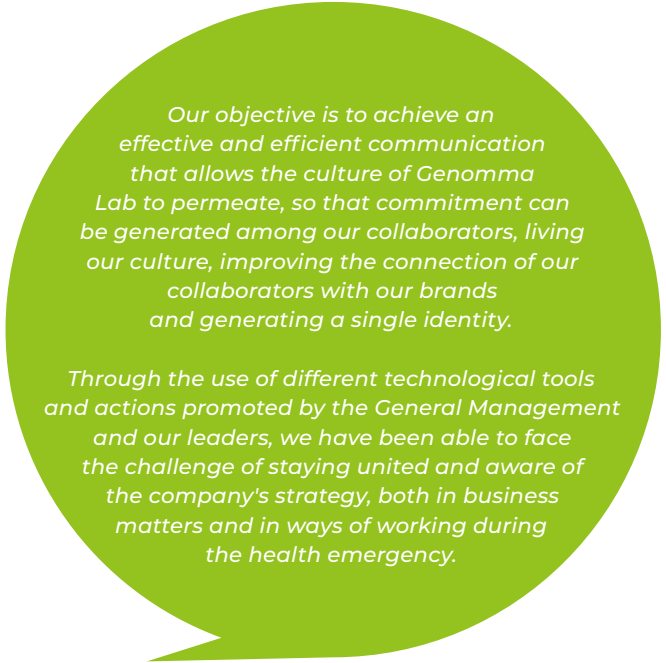 Our objective is to achieve an
effective and efficient communication
that allows the culture of Genomma
Lab to permeate, so that commitment can
be generated among our collaborators, living
our culture, improving the connection of our
collaborators with our brands
and generating a single identity.
Through the use of different technological tools
and actions promoted by the General Management
and our leaders, we have been able to face
the challenge of staying united and aware of
the company's strategy, both in business
matters and in ways of working during
the health emergency.